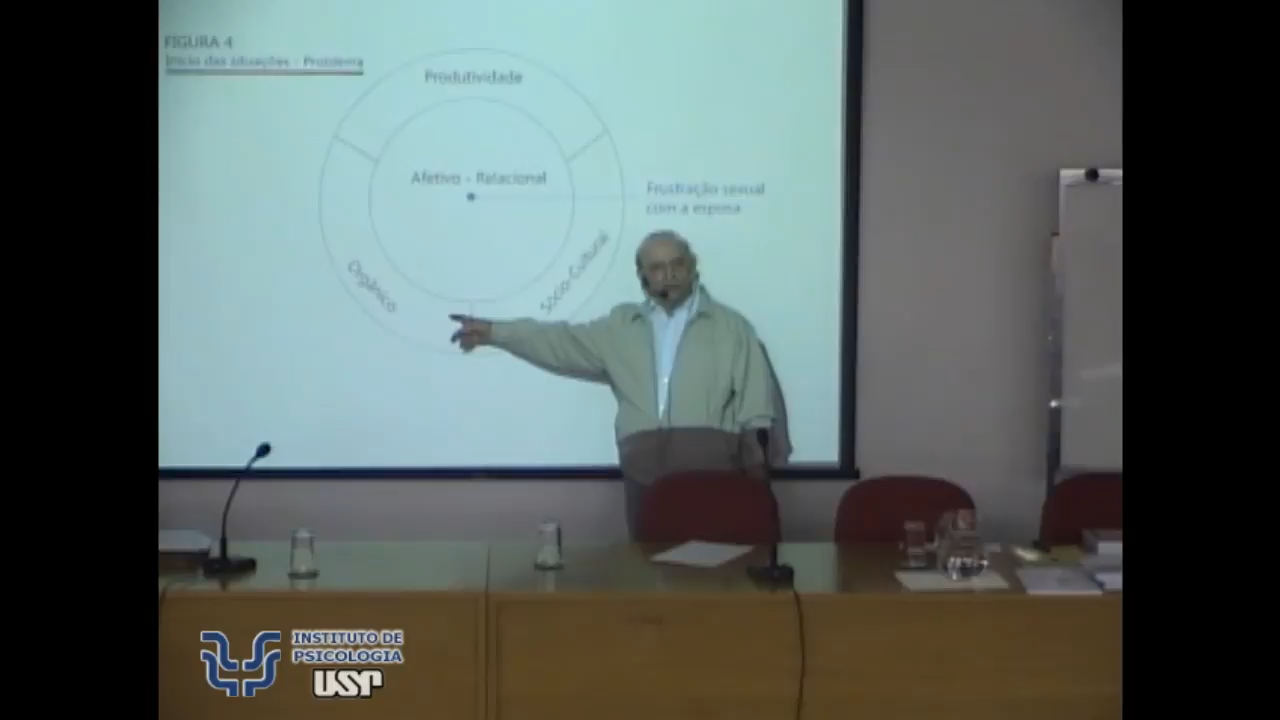 FIGURA 4
Início das situações - Problema
Produtividade
Afetivo - Relacional
Frustração sexual
com a esposa
Orgânico
Sócio-Cultural
INSTITUTO DE
PSICOLOGIA
USP